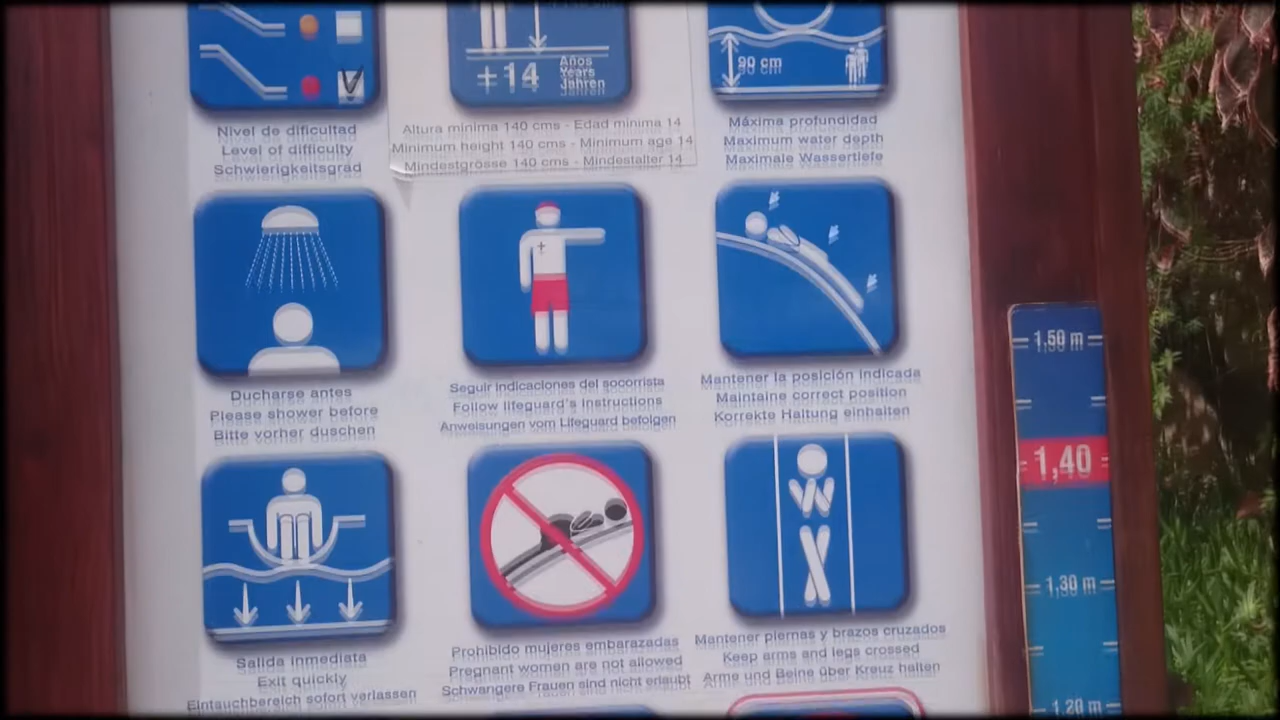 +14
Años
Years
Jahren
90 cm
Nivel de dificultad
Level of difficulty
Schwierigkeitsgrad
Altura mínima 140 cms - Edad mínima 14
Minimum height 140 cms - Minimum age 14
Mindestgrösse 140 cms - Mindestalter 14
Máxima profundidad
Maximum water depth
Maximale Wassertiefe
Ducharse antes
Please shower before
Bitte vorher duschen
Seguir indicaciones del socorrista
Follow lifeguard's instructions
Anweisungen vom Lifeguard befolgen
Mantener la posición indicada
Maintaine correct position
Korrekte Haltung einhalten
Salida inmediata
Exit quickly
Eintauchbereich sofort verlassen
Prohibido mujeres embarazadas
Pregnant women are not allowed
Schwangere Frauen sind nicht erlaubt
Mantener piernas y brazos cruzados
Keep arms and legs crossed
Arme und Beine über Kreuz halten
1,50 m
1,40
1,30 m
1,20 m